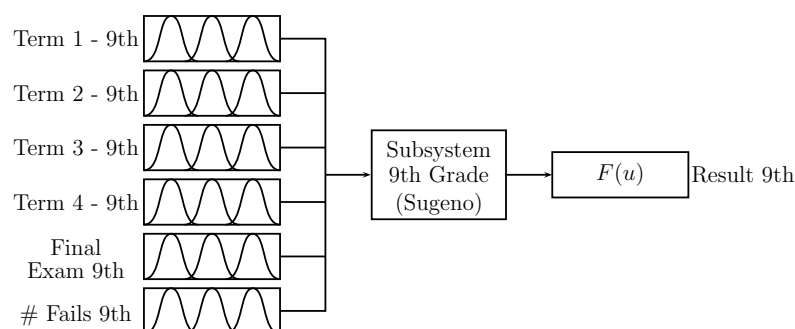 Term 1 - 9th
Term 2 - 9th
Term 3 - 9th
Term 4 - 9th
Final
Exam 9th
# Fails 9th
Subsystem
9th Grade
(Sugeno)
F(u)
Result 9th